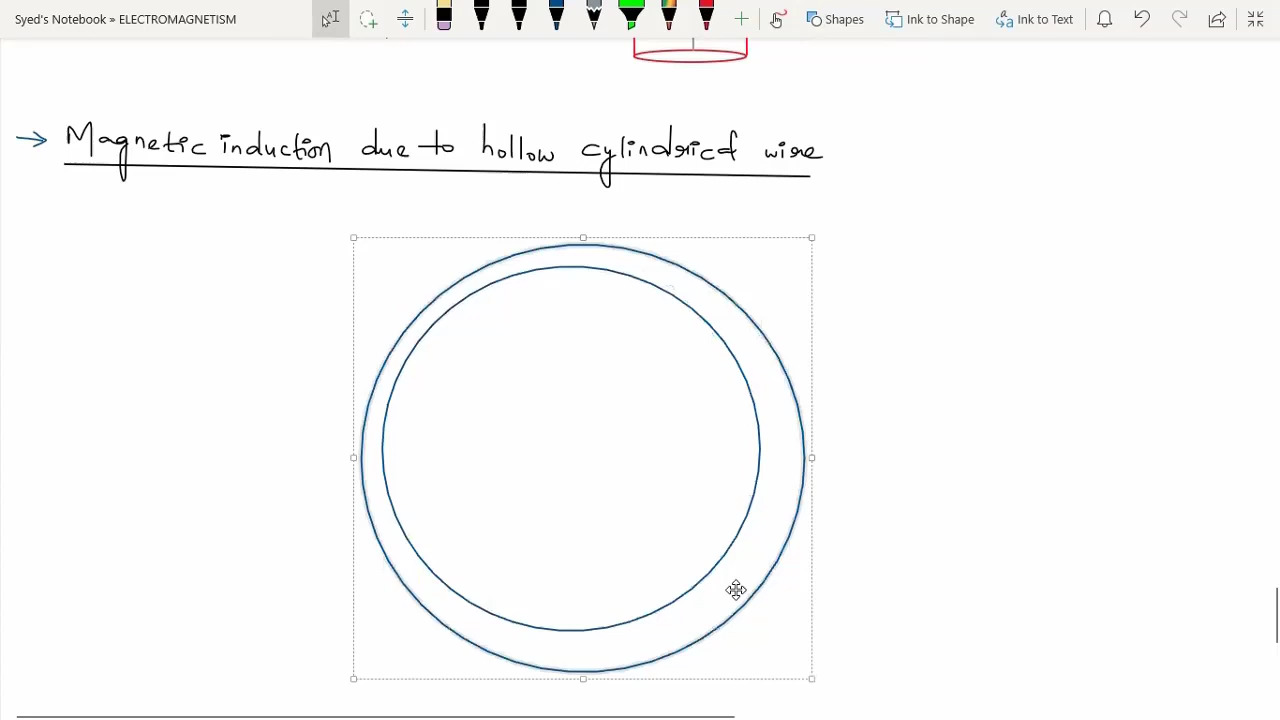 Syed's Notebook » ELECTROMAGNETISM
Shapes
Ink to Shape
Ink to Text
→ Magnetic induction due to hollow cylindrical wire